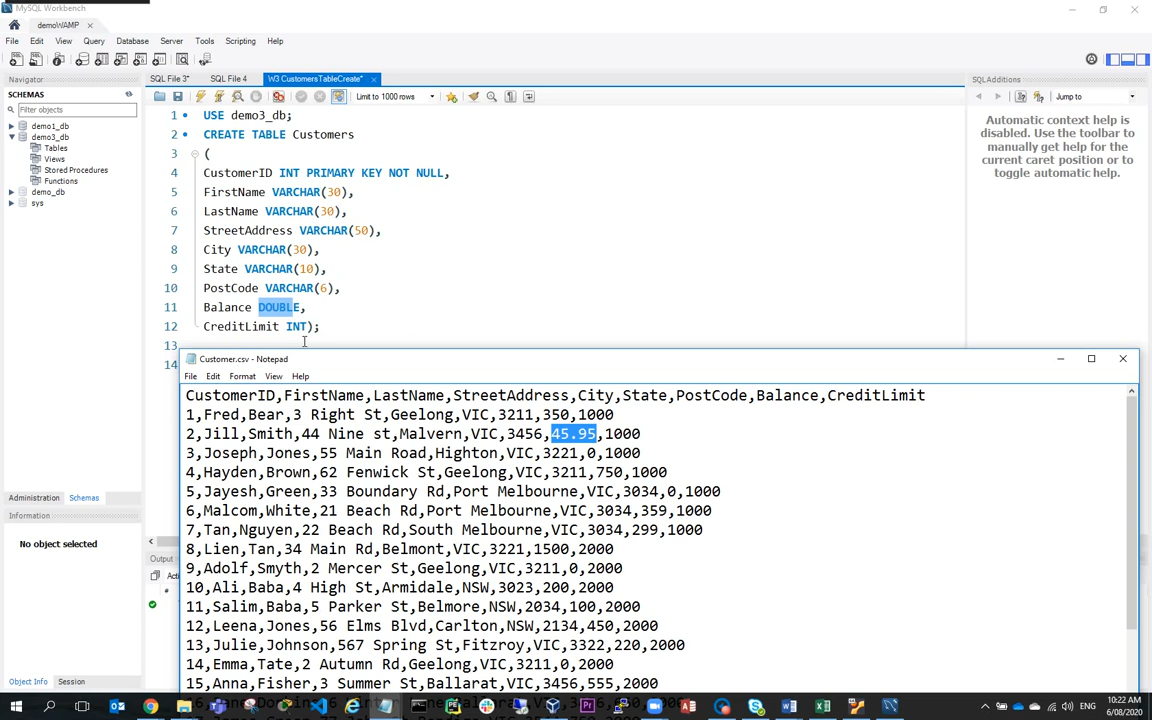 MySQL Workbench
demoWAMP
File Edit View Query Database Server Tools Scripting Help
Navigator
SCHEMAS
Filter objects
demo1_db
demo3_db
Tables
Views
Stored Procedures
Functions
demo_db
sys
Administration Schemas
Information
No object selected
Object Info Session
SQL File 3* SQL File 4 W3 CustomersTableCreate*
Limit to 1000 rows
1 USE demo3_db;
2 CREATE TABLE Customers
3 (
4 CustomerID INT PRIMARY KEY NOT NULL,
5 FirstName VARCHAR(30),
6 LastName VARCHAR(30),
7 StreetAddress VARCHAR(50),
8 City VARCHAR(30),
9 State VARCHAR(10),
10 PostCode VARCHAR(6),
11 Balance DOUBLE,
12 CreditLimit INT);
13
14
Output
Acti
#
SQLAdditions
Jump to
Automatic context help is
disabled. Use the toolbar to
manually get help for the
current caret position or to
toggle automatic help.
Customer.csv - Notepad
File Edit Format View Help
CustomerID,FirstName,LastName,StreetAddress,City,State,PostCode,Balance,CreditLimit
1,Fred,Bear,3 Right St,Geelong,VIC,3211,350,1000
2,Jill,Smith,44 Nine st,Malvern,VIC,3456,45.95,1000
3,Joseph,Jones,55 Main Road,Highton,VIC,3221,0,1000
4,Hayden,Brown,62 Fenwick St,Geelong,VIC,3211,750,1000
5,Jayesh,Green,33 Boundary Rd,Port Melbourne,VIC,3034,0,1000
6,Malcom,White,21 Beach Rd,Port Melbourne,VIC,3034,359,1000
7,Tan,Nguyen,22 Beach Rd,South Melbourne,VIC,3034,299,1000
8,Lien,Tan,34 Main Rd,Belmont,VIC,3221,1500,2000
9,Adolf,Smyth,2 Mercer St,Geelong,VIC,3211,0,2000
10,Ali,Baba,4 High St,Armidale,NSW,3023,200,2000
11,Salim,Baba,5 Parker St,Belmore,NSW,2034,100,2000
12,Leena,Jones,56 Elms Blvd,Carlton,NSW,2134,450,2000
13,Julie,Johnson,567 Spring St,Fitzroy,VIC,3322,220,2000
14,Emma,Tate,2 Autumn Rd,Geelong,VIC,3211,0,2000
15,Anna,Fisher,3 Summer St,Ballarat,VIC,3456,555,2000
ENG
10:22 AM
6/08/2020